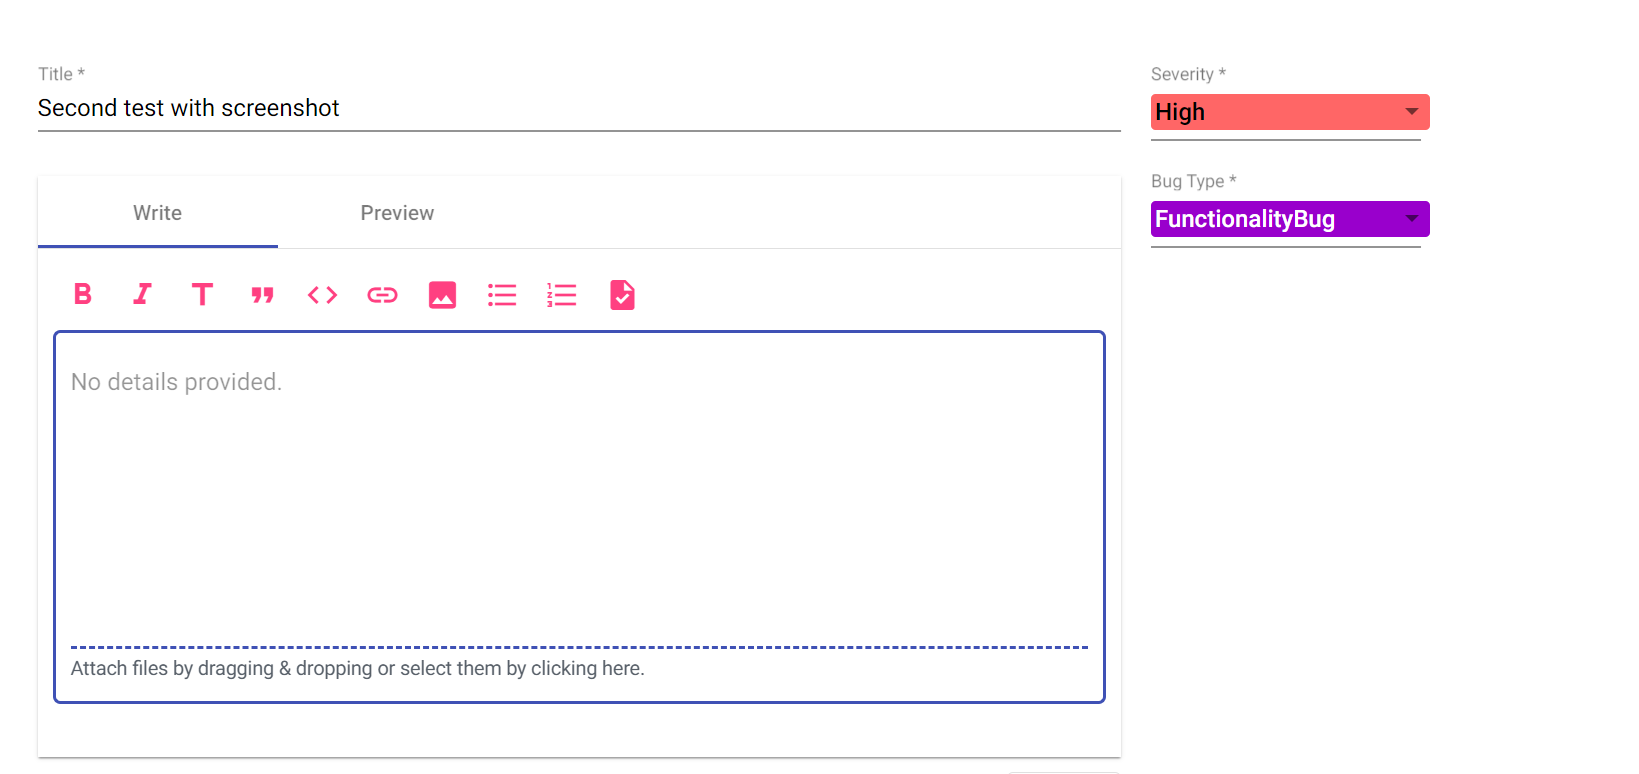 Title *
Second test with screenshot
Severity *
High
Bug Type *
FunctionalityBug
Write
Preview
No details provided.
Attach files by dragging & dropping or select them by clicking here.